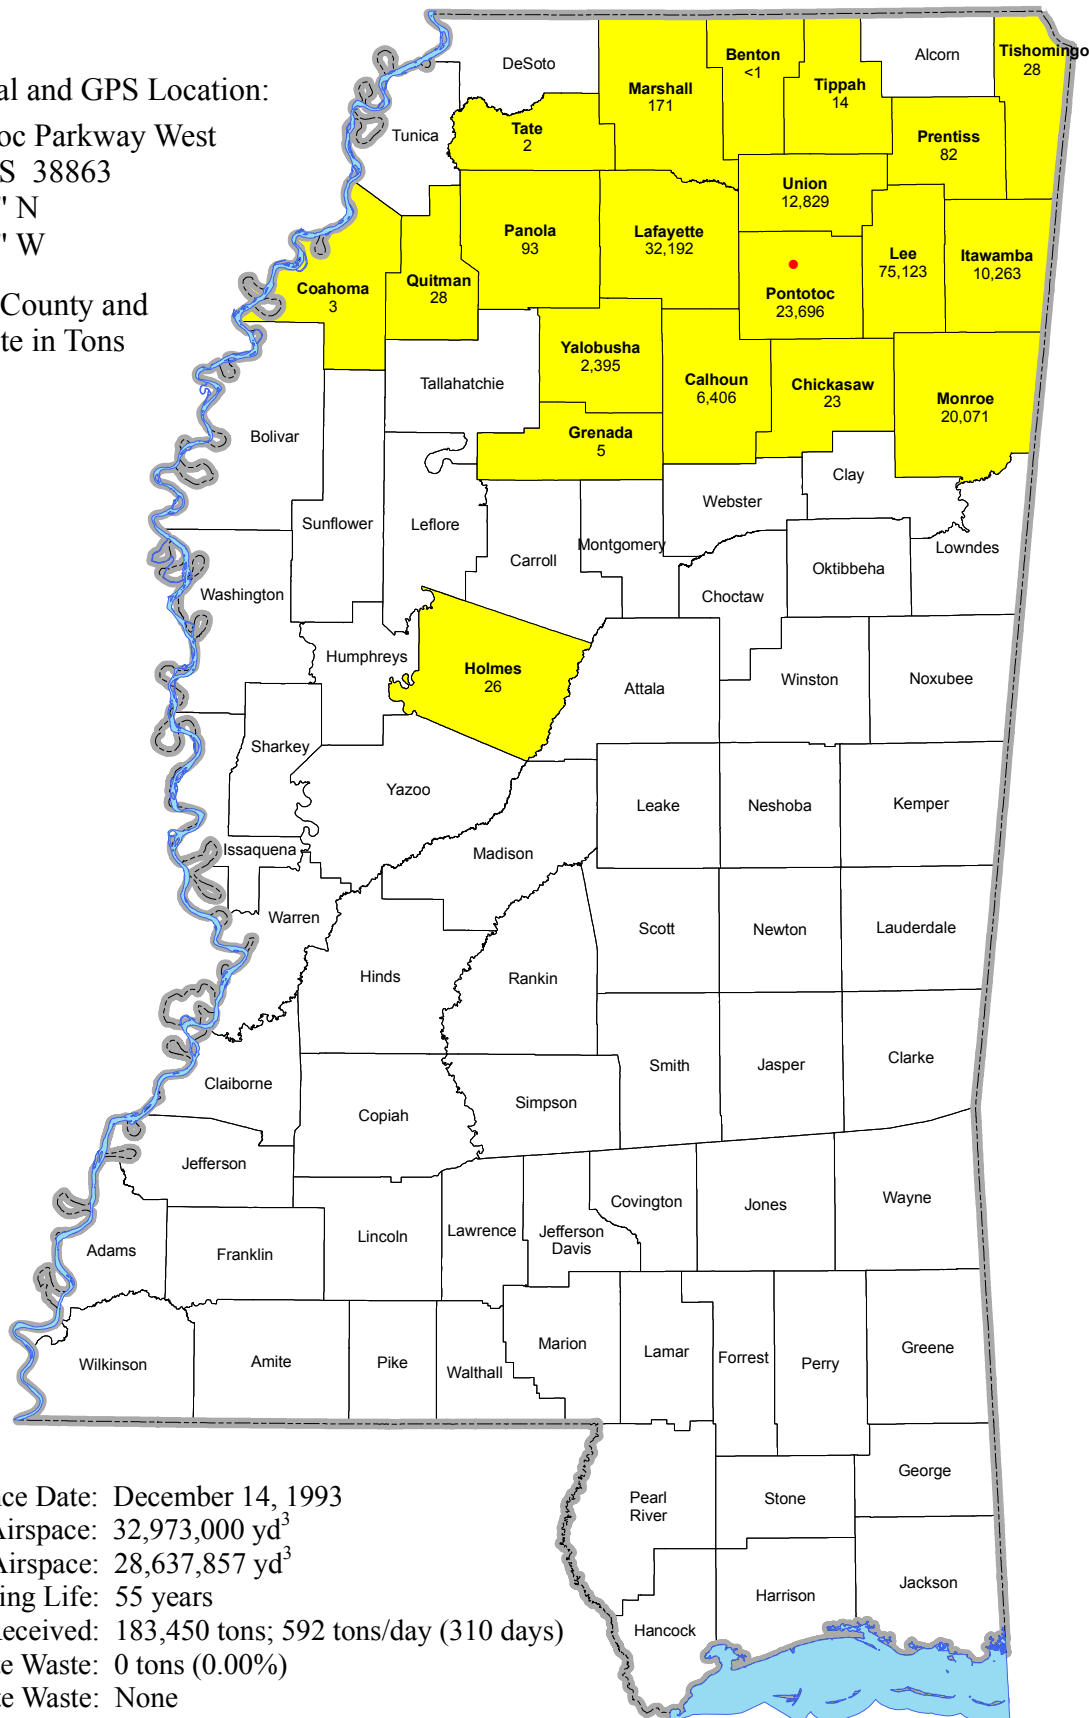 al and GPS Location:
oc Parkway West
S 38863
" N
" W
County and
te in Tons
DeSoto
Tunica
Tate
2
Marshall
171
Benton
<1
Tippah
14
Alcorn
Tishomingo
28
Prentiss
82
Union
12,829
Panola
93
Lafayette
32,192
Lee
75,123
Itawamba
10,263
Pontotoc
23,696
Coahoma
3
Quitman
28
Tallahatchie
Yalobusha
2,395
Calhoun
6,406
Chickasaw
23
Monroe
20,071
Grenada
5
Bolivar
Sunflower
Leflore
Carroll
Montgomery
Webster
Clay
Lowndes
Oktibbeha
Choctaw
Washington
Humphreys
Holmes
26
Attala
Winston
Noxubee
Sharkey
Yazoo
Leake
Neshoba
Kemper
Issaquena
Madison
Warren
Scott
Newton
Lauderdale
Hinds
Rankin
Smith
Jasper
Clarke
Claiborne
Copiah
Simpson
Jefferson
Covington
Jones
Wayne
Adams
Franklin
Lincoln
Lawrence
Jefferson
Davis
Wilkinson
Amite
Pike
Walthall
Marion
Lamar
Forrest
Perry
Greene
Pearl
River
Stone
George
Hancock
Harrison
Jackson
ce Date: December 14, 1993
Airspace: 32,973,000 yd³
Airspace: 28,637,857 yd³
ing Life: 55 years
Received: 183,450 tons; 592 tons/day (310 days)
te Waste: 0 tons (0.00%)
te Waste: None